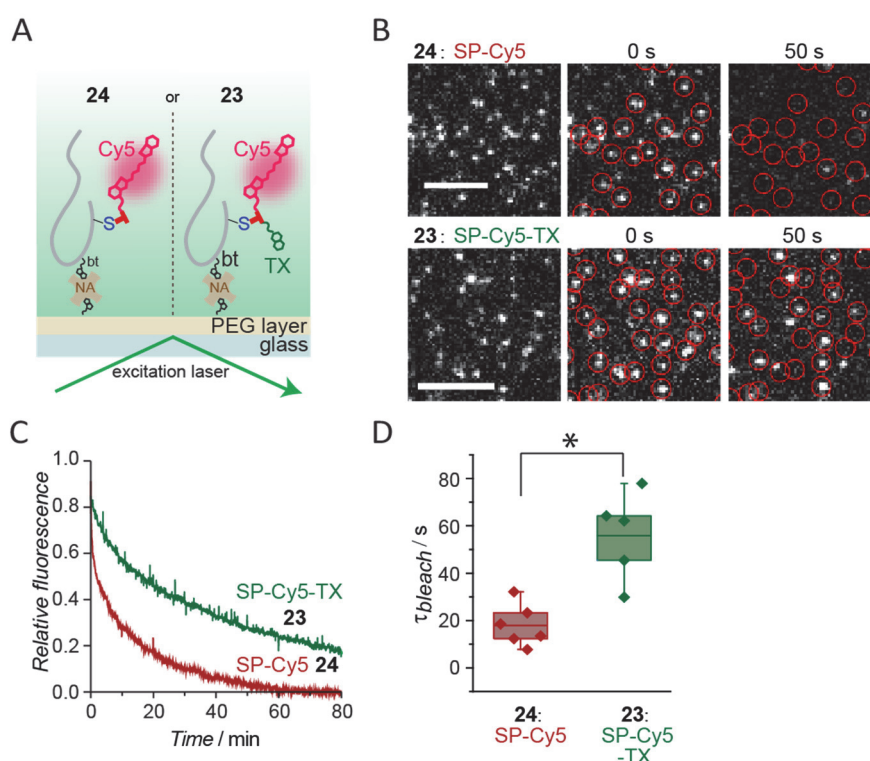 A
24 or 23
Cy5 Cy5
S S
TX
bt bt
NA NA
PEG layer
glass
excitation laser
B
24 : SP-Cy5 0 s 50 s
23 : SP-Cy5-TX 0 s 50 s
C
Relative fluorescence
1.0
0.8
0.6
0.4
0.2
0.0
SP-Cy5-TX
23
SP-Cy5 24
0 20 40 60 80
Time / min
D
*
τbleach / s
80
60
40
20
0
24:
SP-Cy5
23:
SP-Cy5
-TX